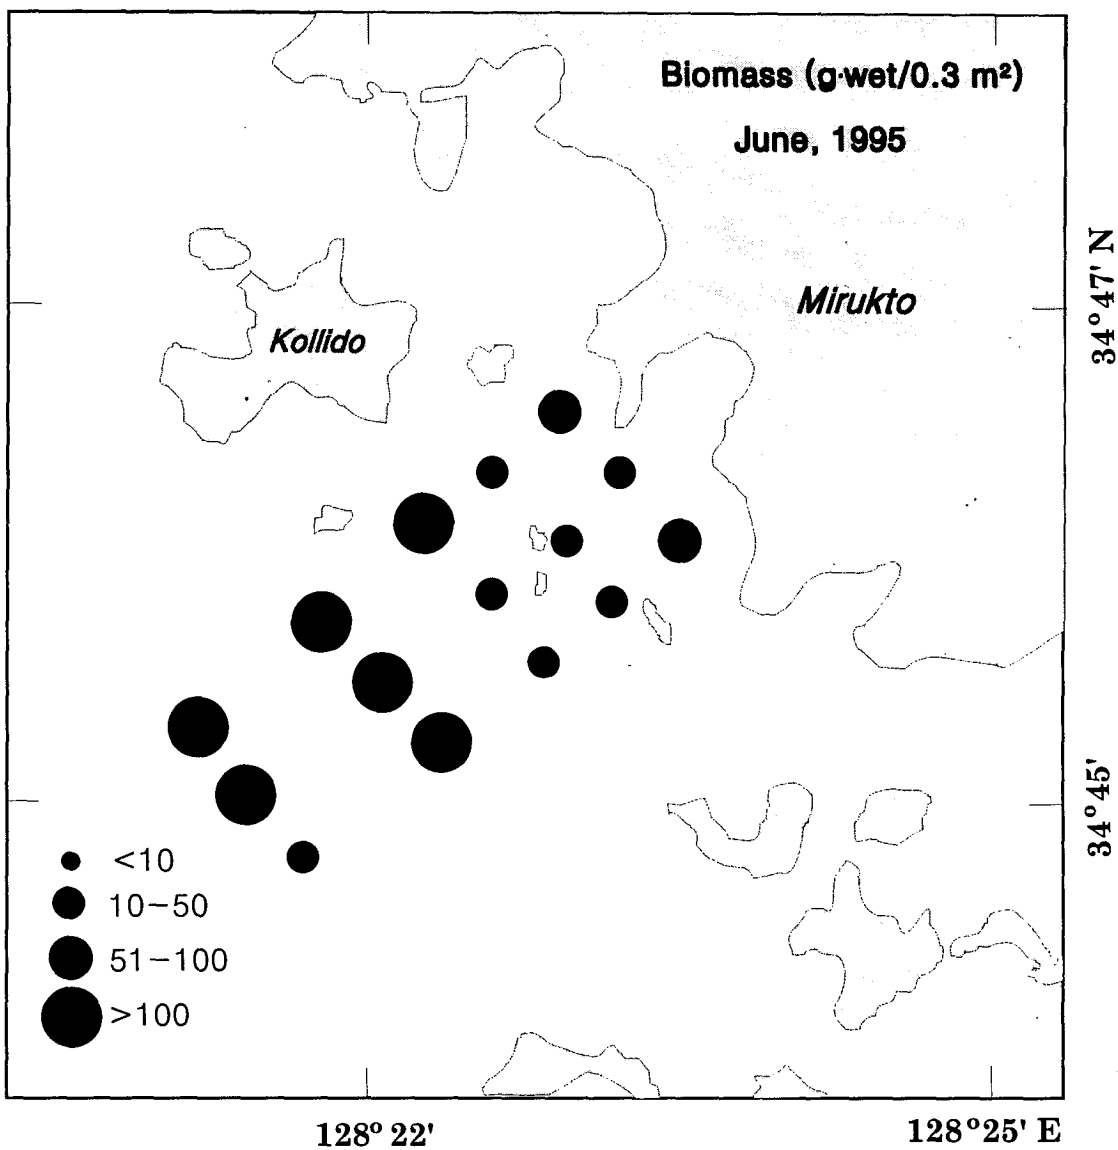 Biomass (g·wet/0.3 m²)
June, 1995
Mirukto
Kollido
34°47' N
34°45'
<10
10-50
51-100
>100
128° 22'
128°25' E